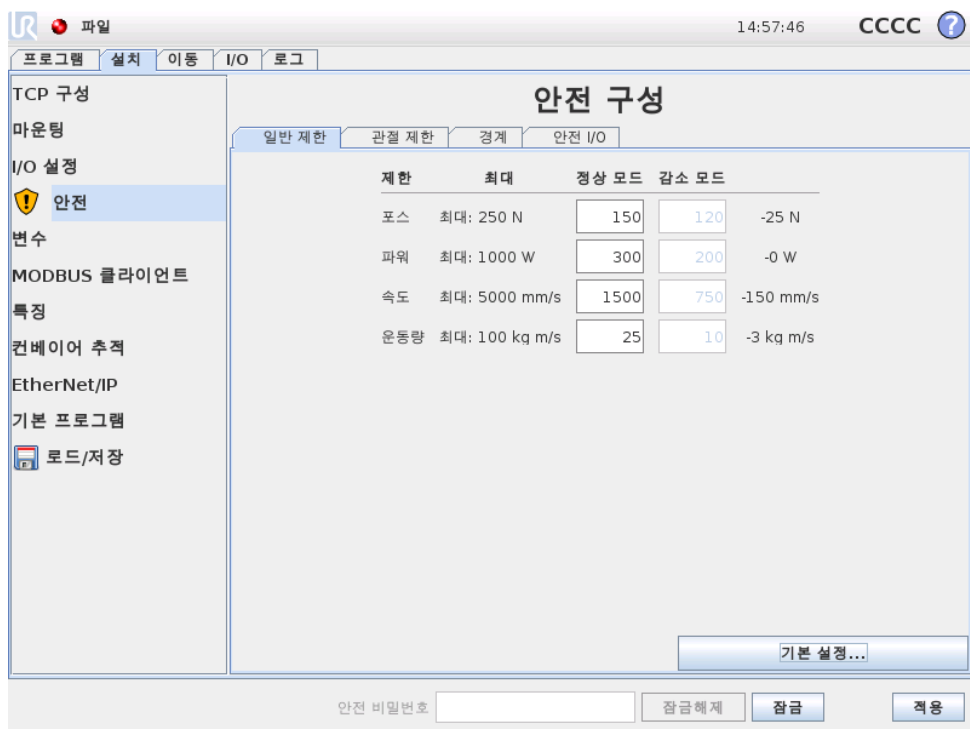 UR 파일 14:57:46 CCCC ?
프로그램 설치 이동 I/O 로그
TCP 구성
마운팅
I/O 설정
안전
변수
MODBUS 클라이언트
특징
컨베이어 추적
EtherNet/IP
기본 프로그램
로드/저장
안전 구성
일반 제한 관절 제한 경계 안전 I/O
제한 최대 정상 모드 감소 모드
포스 최대: 250 N 150 120 -25 N
파워 최대: 1000 W 300 200 -0 W
속도 최대: 5000 mm/s 1500 750 -150 mm/s
운동량 최대: 100 kg m/s 25 10 -3 kg m/s
기본 설정...
안전 비밀번호 잠금해제 잠금 적용